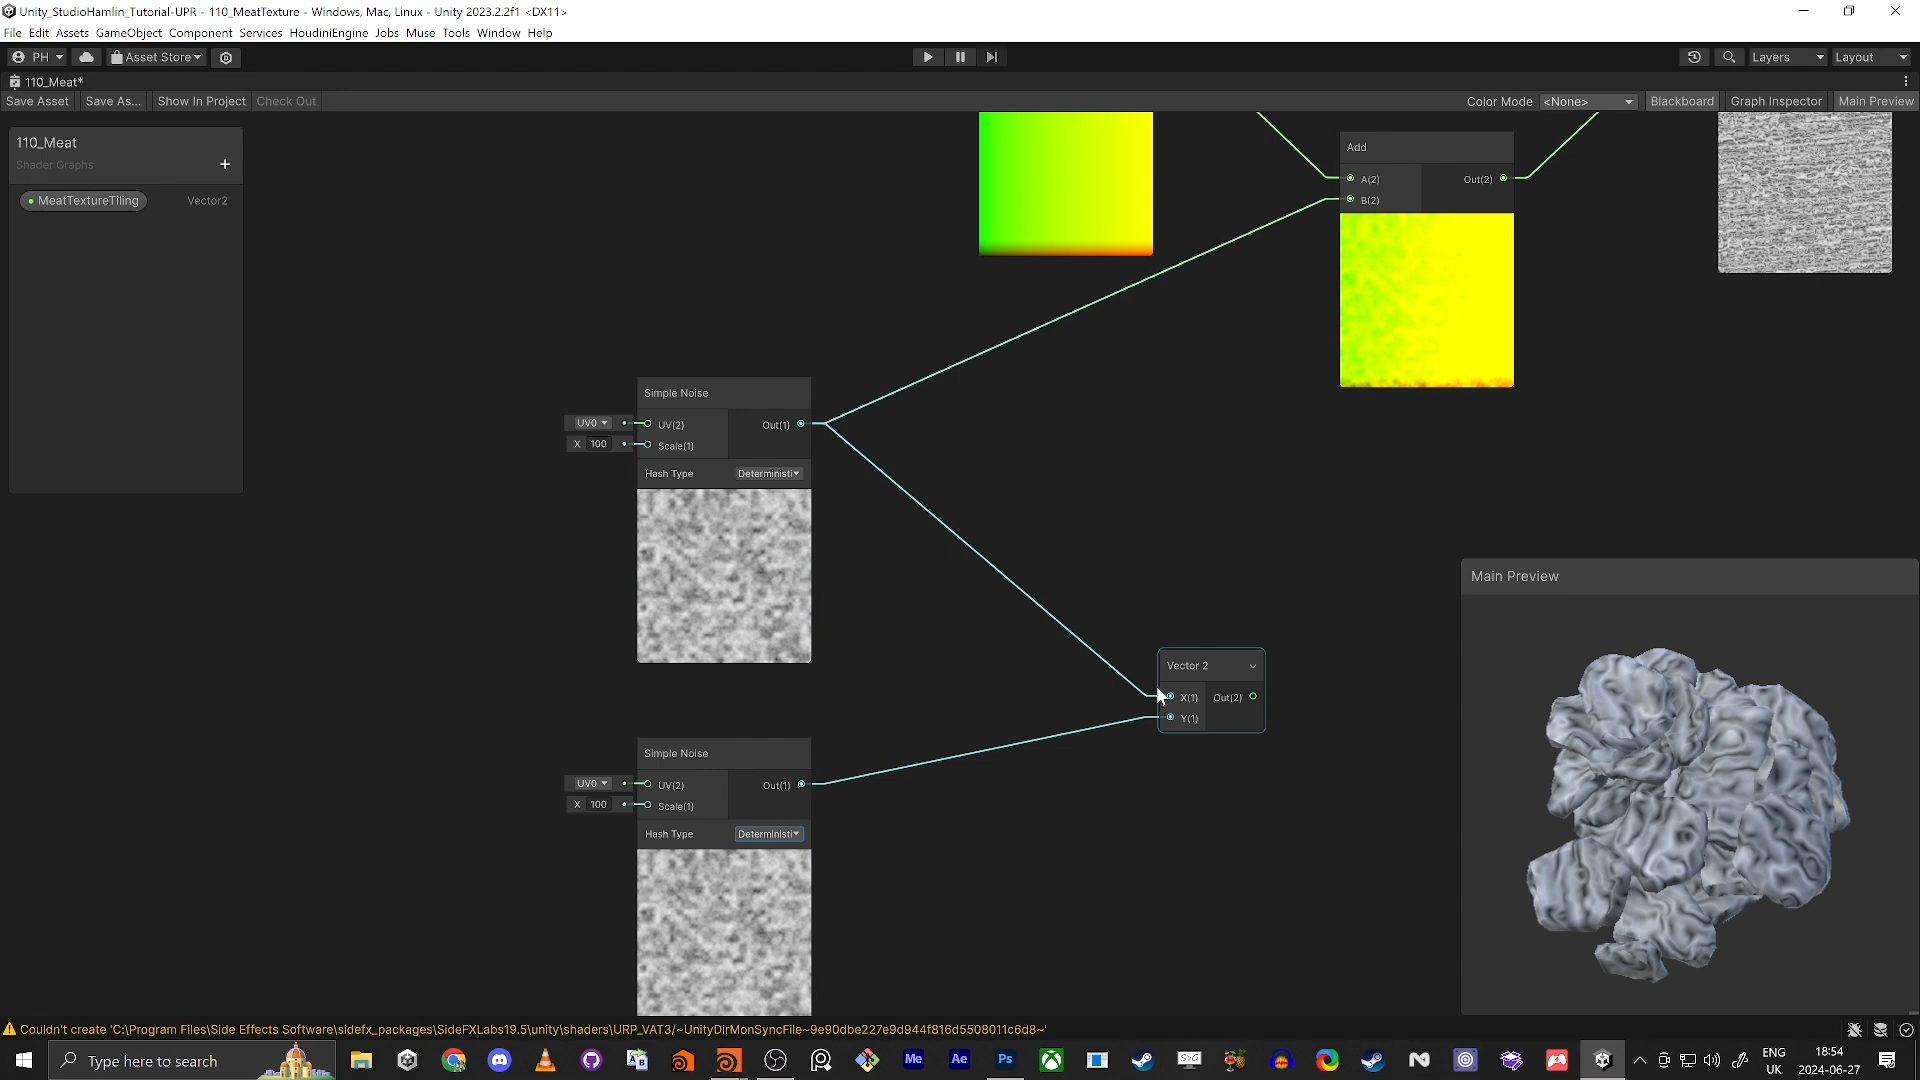 Unity_StudioHamlin_Tutorial-UPR - 110_MeatTexture - Windows, Mac, Linux - Unity 2023.2.2f1 <DX11>
File Edit Assets GameObject Component Services HoudiniEngine Jobs Muse Tools Window Help
PH Asset Store Layers Layout
110_Meat*
Save Asset Save As... Show In Project Check Out Color Mode <None> Blackboard Graph Inspector Main Preview
110_Meat
Shader Graphs +
MeatTextureTiling Vector2
Add
A(2) Out(2)
B(2)
Simple Noise
UV0 UV(2) Out(1)
X 100 Scale(1)
Hash Type Deterministi
Main Preview
Vector 2
X(1) Out(2)
Y(1)
Simple Noise
UV0 UV(2) Out(1)
X 100 Scale(1)
Hash Type Deterministi
Couldn't create 'C:\Program Files\Side Effects Software\sidefx_packages\SideFXLabs19.5\unity\shaders\URP_VAT3/~UnityDirMonSyncFile~9e90dbe227e9d944f816d5508011c6d8~'
Type here to search
Me Ae Ps
ENG 18:54
UK 2024-06-27